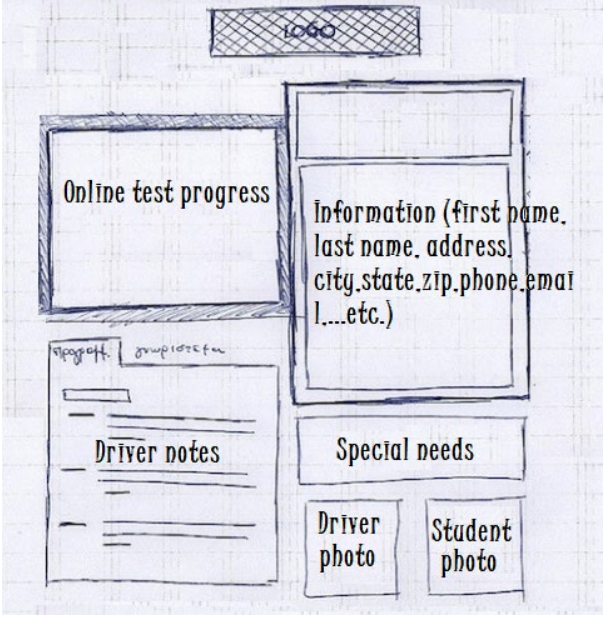 LOGO
Online test progress
Information (first name,
last name, address,
city,state,zip,phone,emai
l,...etc.)
Driver notes
Special needs
Driver
photo
Student
photo